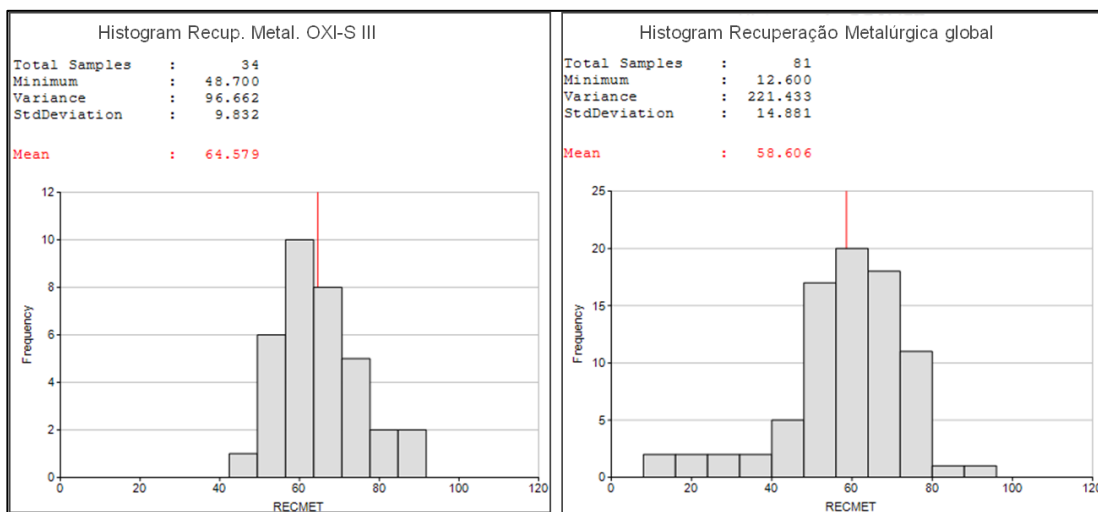 Histogram Recup. Metal. OXI-S III
Total Samples : 34
Minimum : 48.700
Variance : 96.662
StdDeviation : 9.832
Mean : 64.579
12
10
8
6
4
2
0
Frequency
0 20 40 60 80 100 120
RECMET
Histogram Recuperação Metalúrgica global
Total Samples : 81
Minimum : 12.600
Variance : 221.433
StdDeviation : 14.881
Mean : 58.606
25
20
15
10
5
0
Frequency
0 20 40 60 80 100 120
RECMET